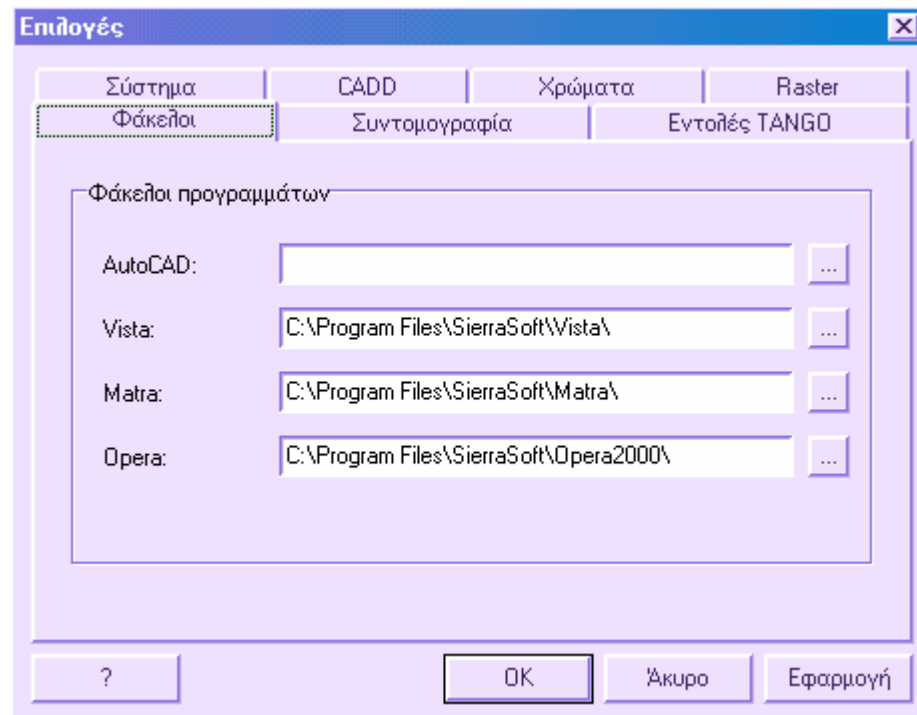 Επιλογές
Σύστημα CADD Χρώματα Raster
Φάκελοι Συντομογραφία Εντολές TANGO
Φάκελοι προγραμμάτων
AutoCAD: ...
Vista: C:\Program Files\SierraSoft\Vista\ ...
Matra: C:\Program Files\SierraSoft\Matra\ ...
Opera: C:\Program Files\SierraSoft\Opera2000\ ...
? OK Άκυρο Εφαρμογή